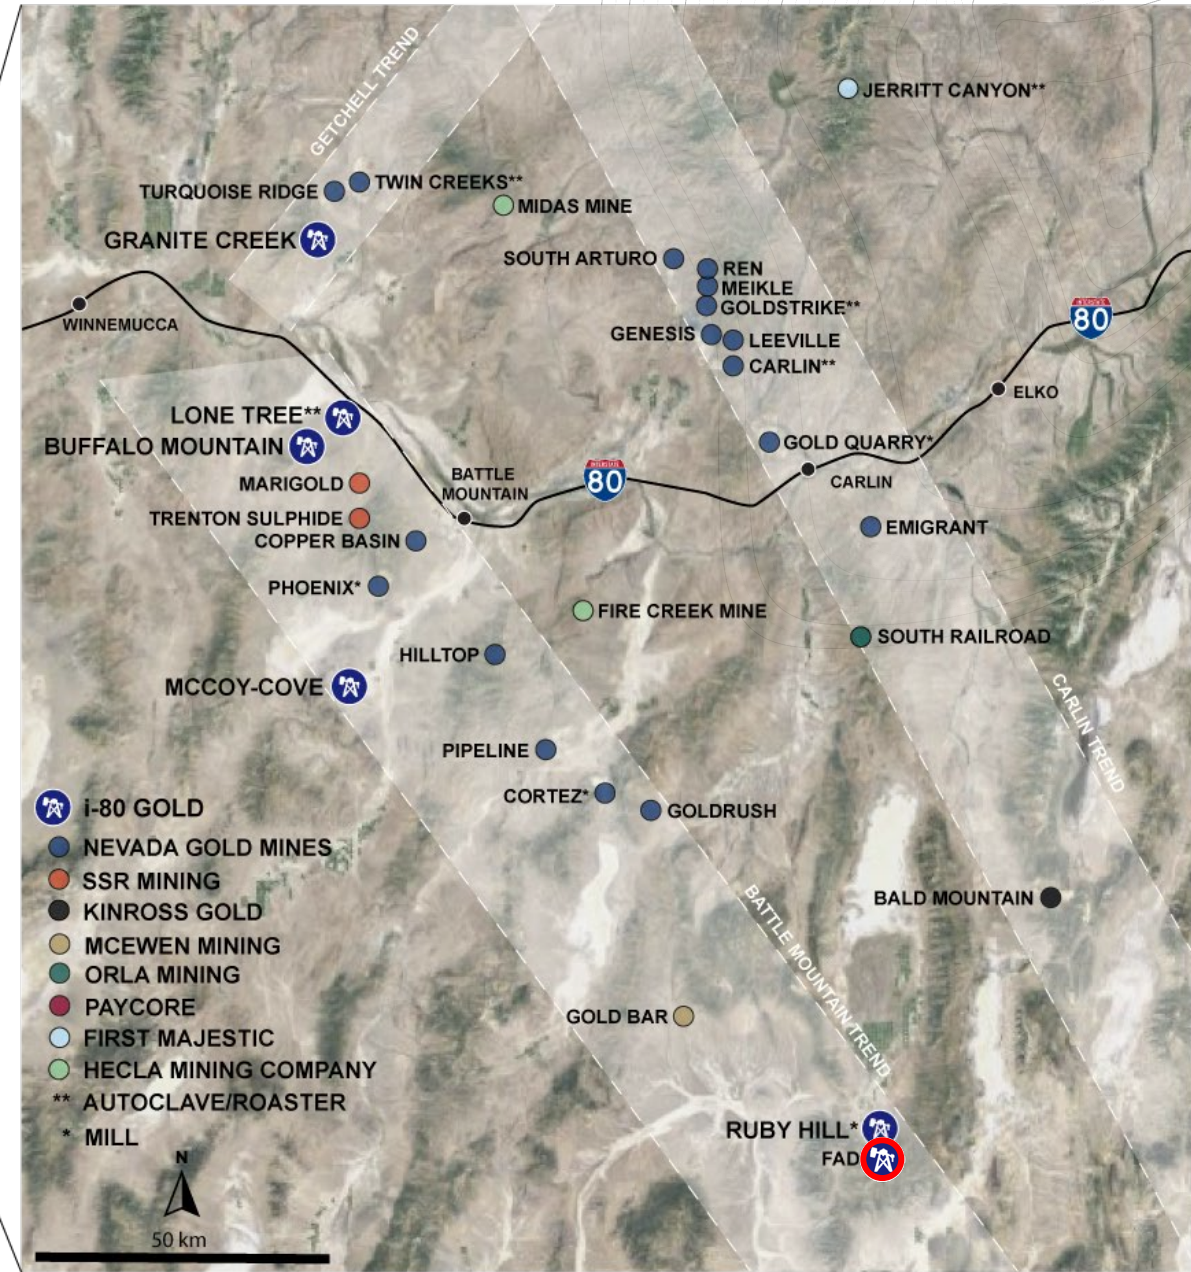 GETCHELL TREND
JERRITT CANYON**
TWIN CREEKS**
TURQUOISE RIDGE
MIDAS MINE
GRANITE CREEK
SOUTH ARTURO
REN
MEIKLE
GOLDSTRIKE**
WINNEMUCCA
INTERSTATE
80
GENESIS
LEEVILLE
CARLIN**
ELKO
LONE TREE**
BUFFALO MOUNTAIN
GOLD QUARRY*
BATTLE
MOUNTAIN
INTERSTATE
80
CARLIN
MARIGOLD
TRENTON SULPHIDE
EMIGRANT
COPPER BASIN
PHOENIX*
FIRE CREEK MINE
SOUTH RAILROAD
HILLTOP
MCCOY-COVE
CARLIN TREND
PIPELINE
CORTEZ*
GOLDRUSH
BALD MOUNTAIN
BATTLE MOUNTAIN TREND
GOLD BAR
RUBY HILL*
FAD
i-80 GOLD
NEVADA GOLD MINES
SSR MINING
KINROSS GOLD
MCEWEN MINING
ORLA MINING
PAYCORE
FIRST MAJESTIC
HECLA MINING COMPANY
** AUTOCLAVE/ROASTER
* MILL
N
50 km